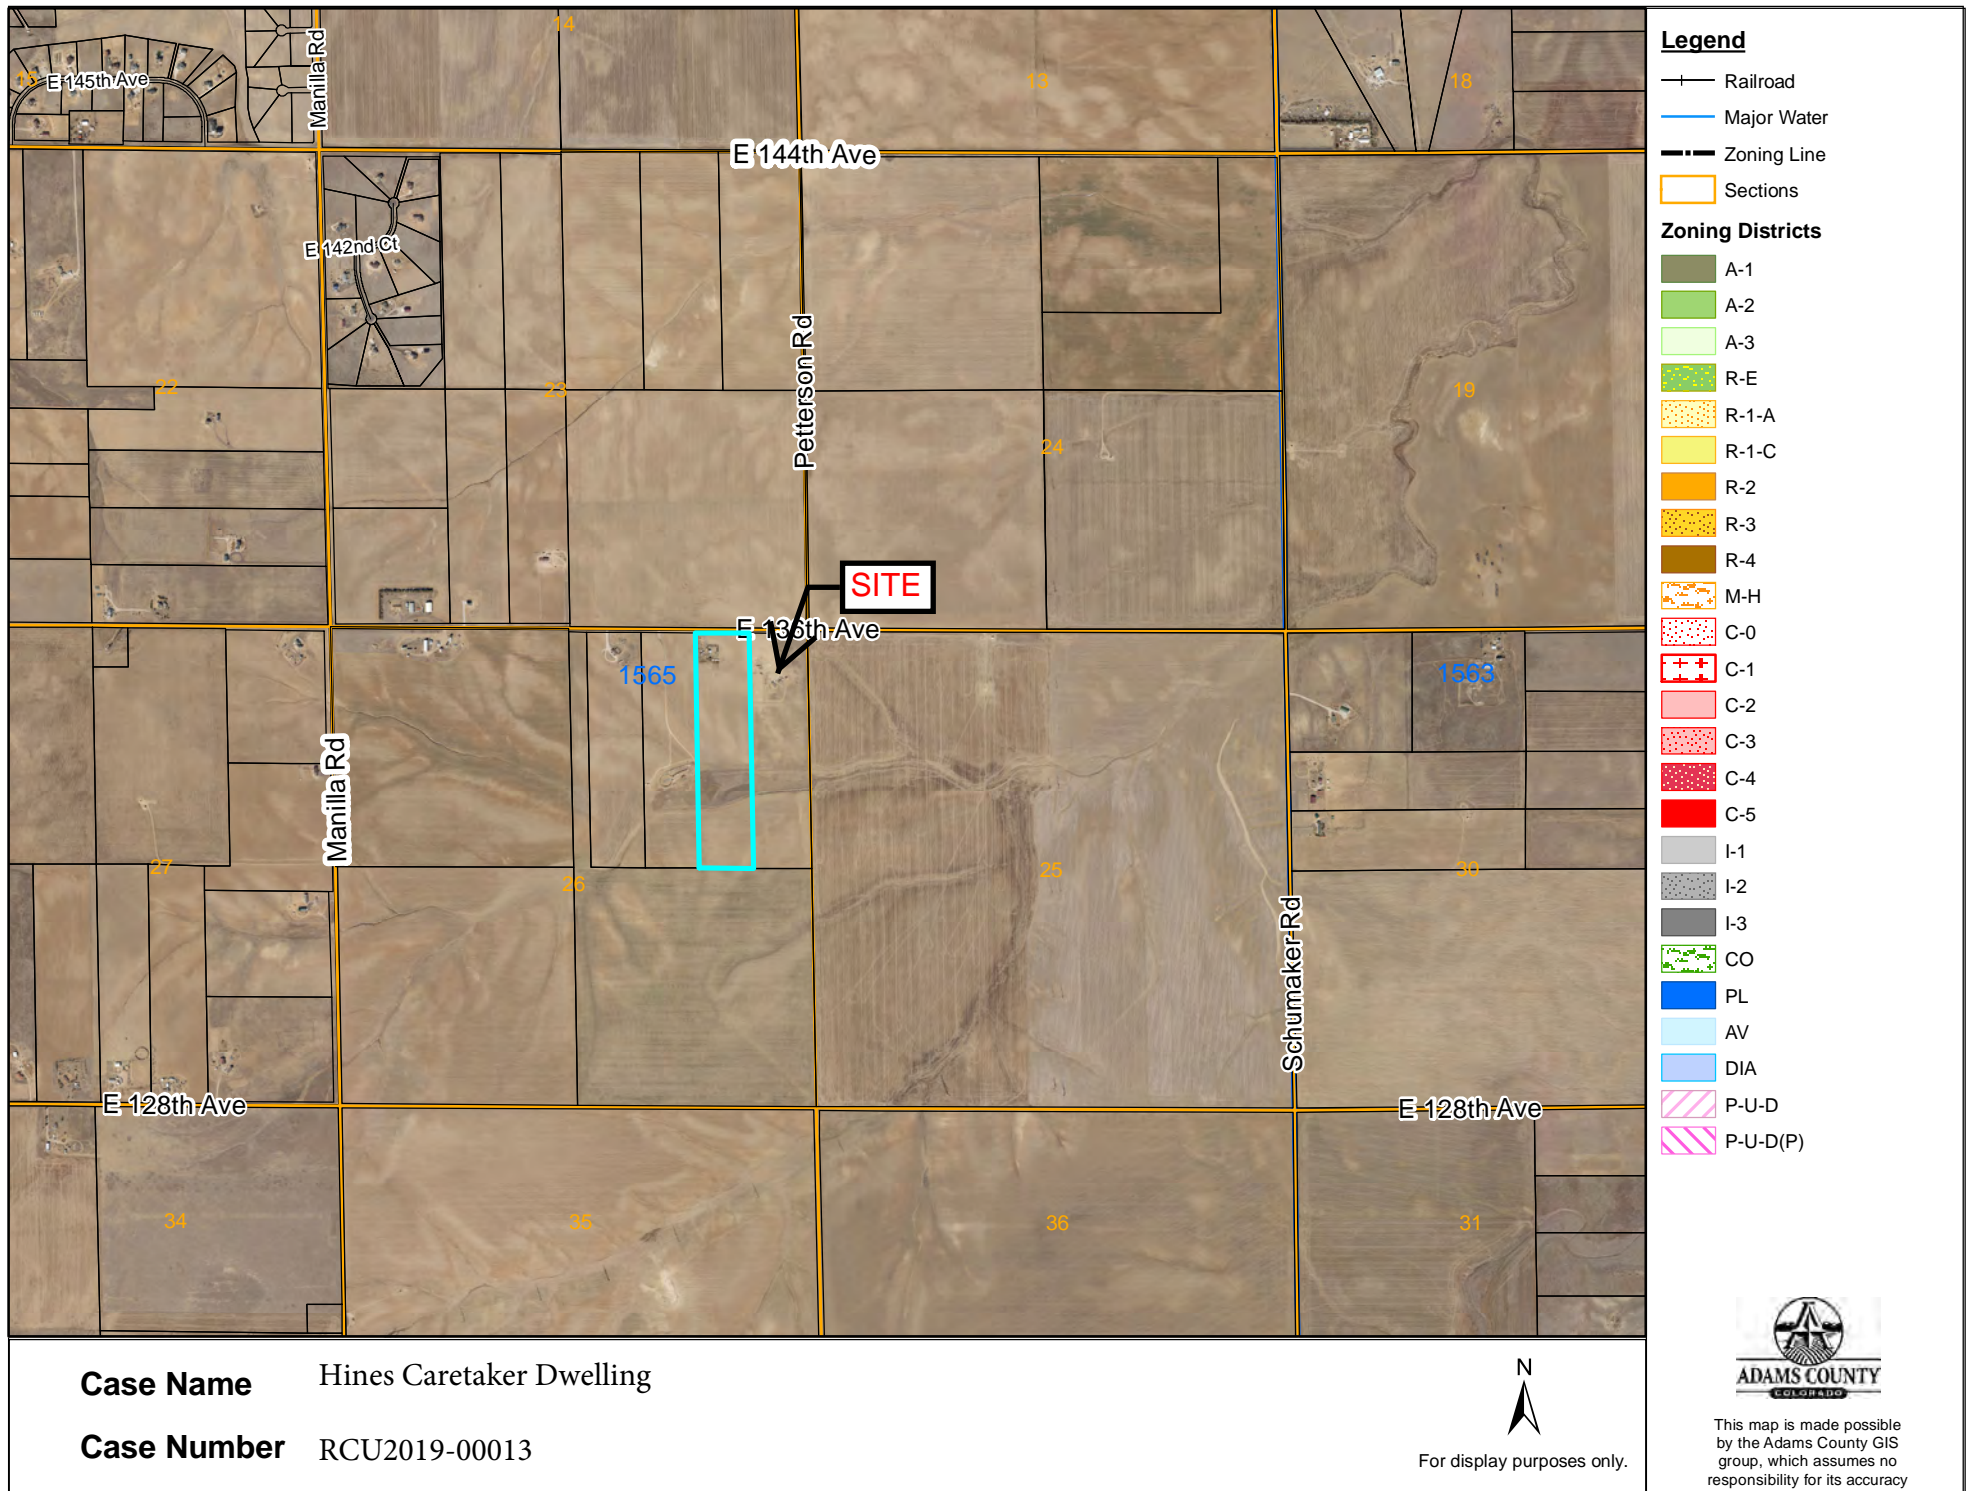 14
15
E 145th Ave
Manilla Rd
13
18
E 144th Ave
E 142nd Ct
22
23
Petterson Rd
24
19
SITE
E 136th Ave
1565
1563
Manilla Rd
27
26
25
30
Schumaker Rd
E 128th Ave
E 128th Ave
34
35
36
31
Legend
Railroad
Major Water
Zoning Line
Sections
Zoning Districts
A-1
A-2
A-3
R-E
R-1-A
R-1-C
R-2
R-3
R-4
M-H
C-0
C-1
C-2
C-3
C-4
C-5
I-1
I-2
I-3
CO
PL
AV
DIA
P-U-D
P-U-D(P)
ADAMS COUNTY
COLORADO
This map is made possible
by the Adams County GIS
group, which assumes no
responsibility for its accuracy
Case Name Hines Caretaker Dwelling
Case Number RCU2019-00013
N
For display purposes only.